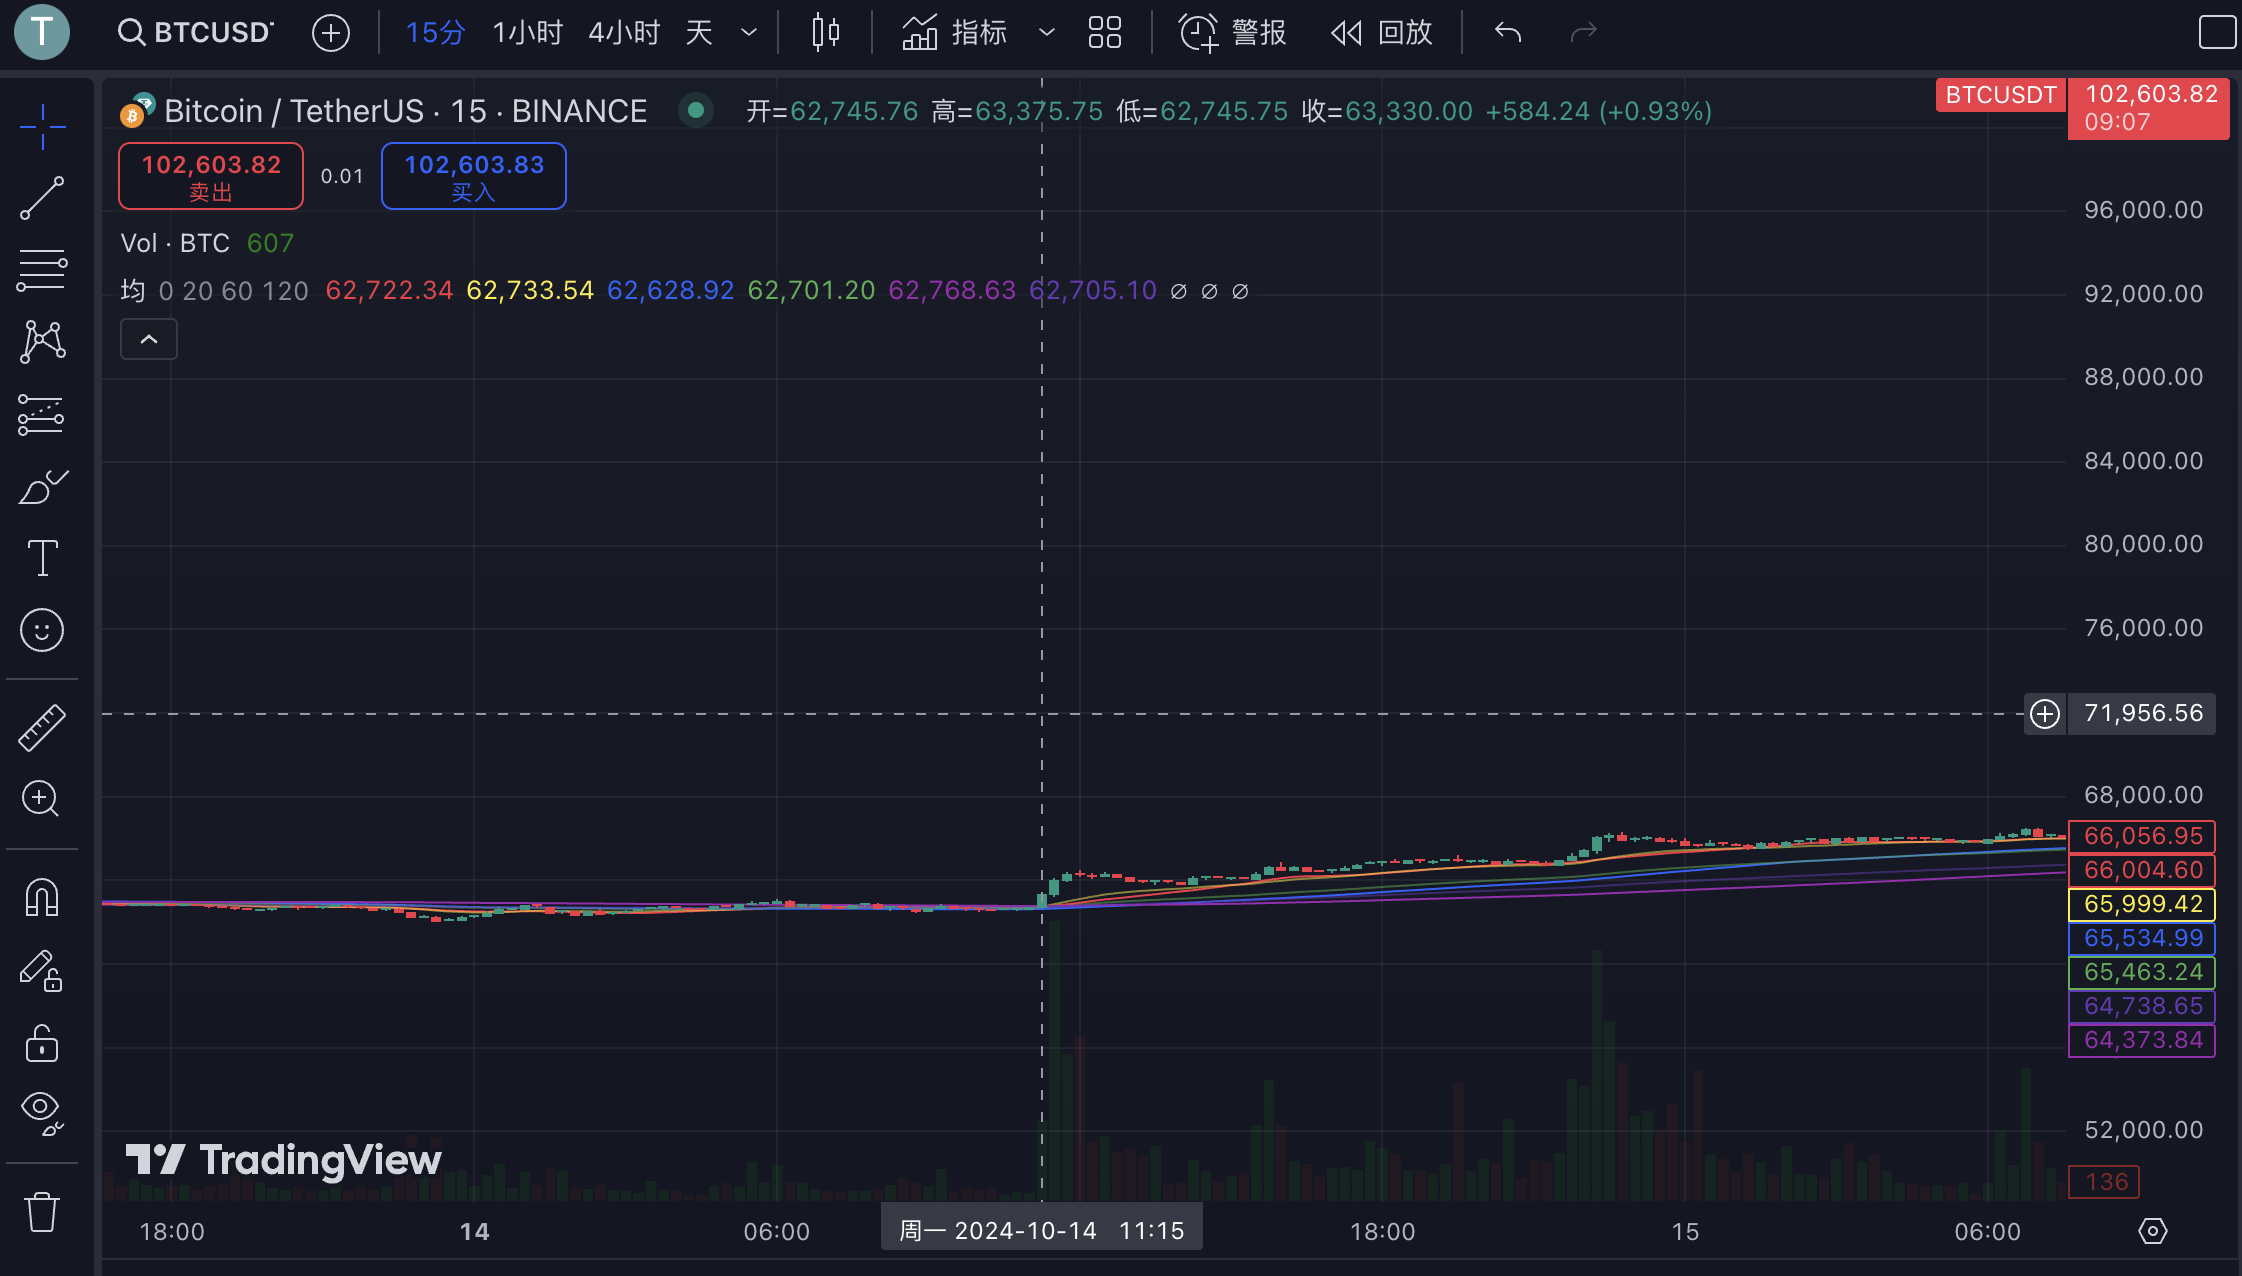 T BTCUSDT 15分 1小时 4小时 天 指标 警报 回放
Bitcoin / TetherUS · 15 · BINANCE 开=62,745.76 高=63,375.75 低=62,745.75 收=63,330.00 +584.24 (+0.93%)
BTCUSDT 102,603.82
09:07
102,603.82 0.01 102,603.83
卖出 买入
Vol · BTC 607
均 0 20 60 120 62,722.34 62,733.54 62,628.92 62,701.20 62,768.63 62,705.10 ∅ ∅ ∅
96,000.00
92,000.00
88,000.00
84,000.00
80,000.00
76,000.00
71,956.56
68,000.00
66,056.95
66,004.60
65,999.42
65,534.99
65,463.24
64,738.65
64,373.84
52,000.00
136
TradingView
18:00 14 06:00 周一 2024-10-14 11:15 18:00 15 06:00